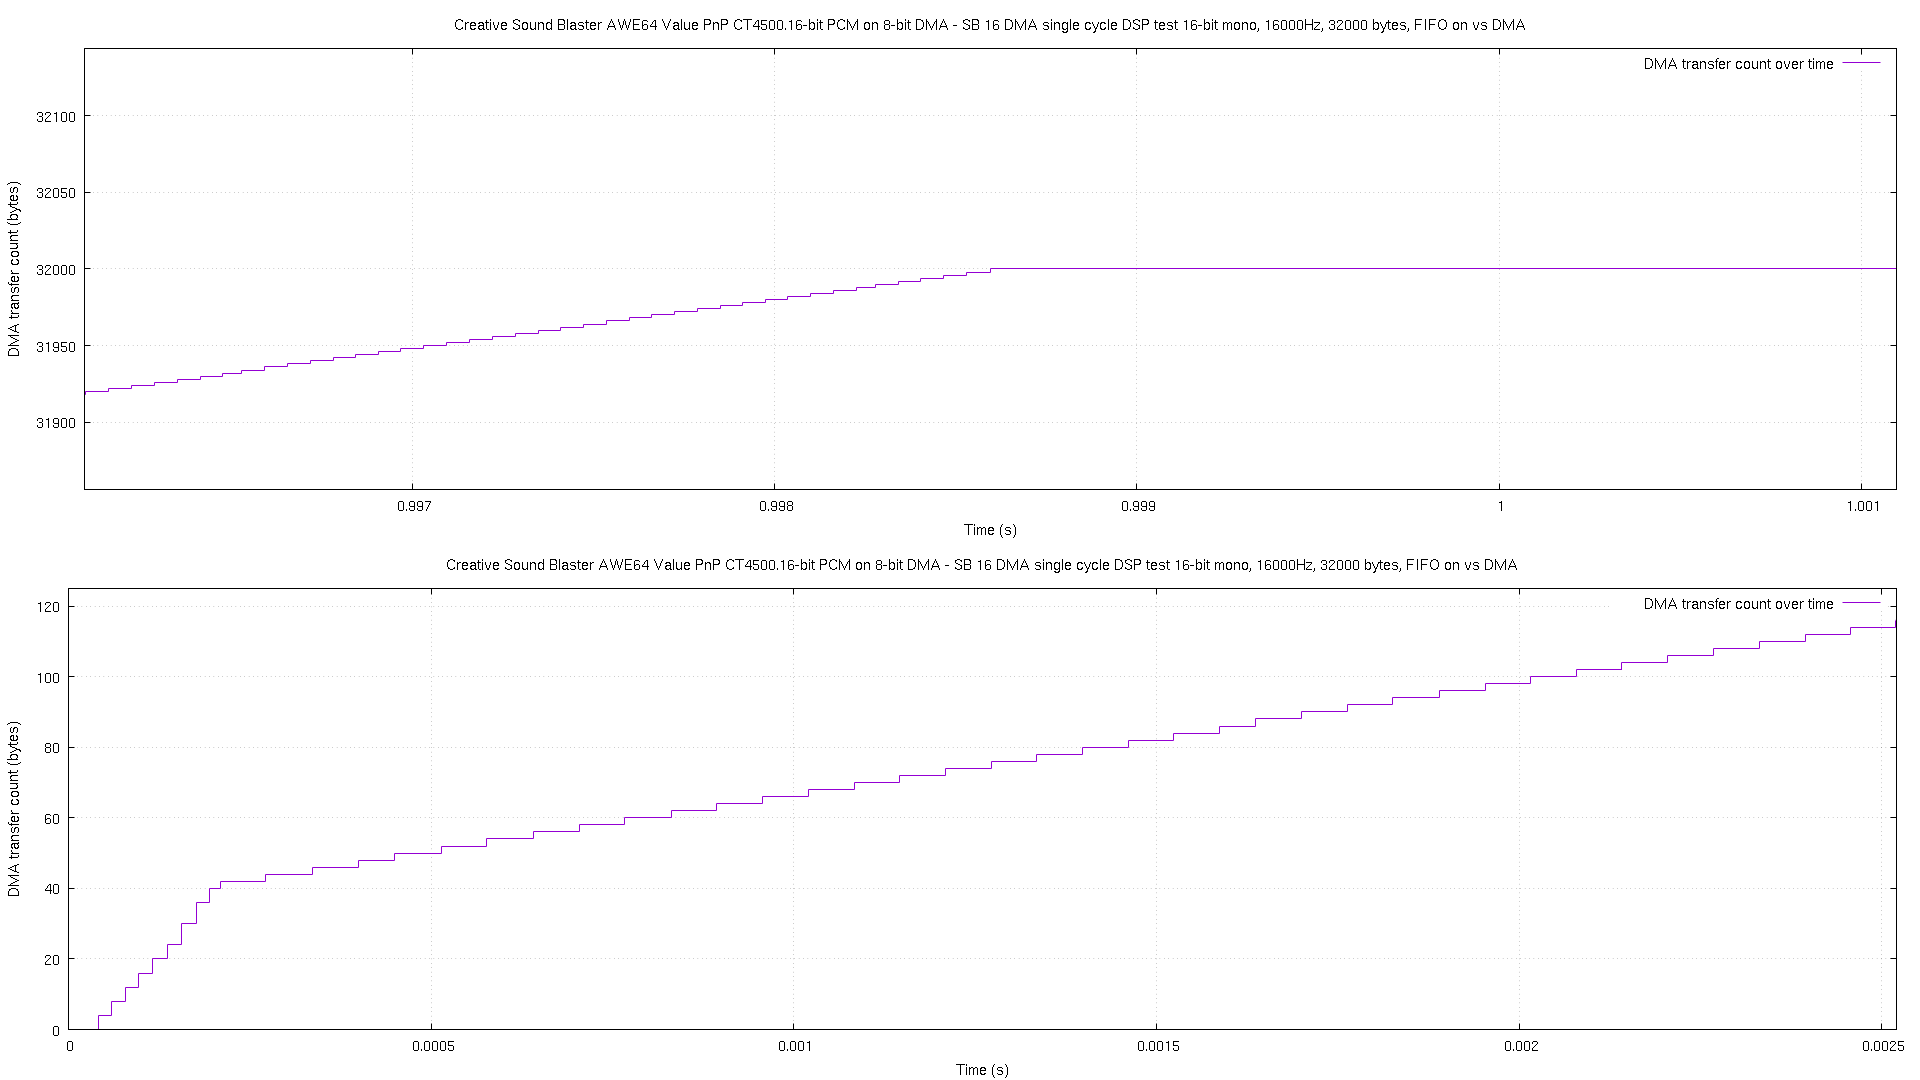 Creative Sound Blaster AWE64 Value PnP CT4500.16-bit PCM on 8-bit DMA - SB 16 DMA single cycle DSP test 16-bit mono, 16000Hz, 32000 bytes, FIFO on vs DMA
DMA transfer count over time
32100
32050
32000
31950
31900
DMA transfer count (bytes)
0.997 0.998 0.999 1 1.001
Time (s)
Creative Sound Blaster AWE64 Value PnP CT4500.16-bit PCM on 8-bit DMA - SB 16 DMA single cycle DSP test 16-bit mono, 16000Hz, 32000 bytes, FIFO on vs DMA
DMA transfer count over time
120
100
80
60
40
20
0
DMA transfer count (bytes)
0 0.0005 0.001 0.0015 0.002 0.0025
Time (s)